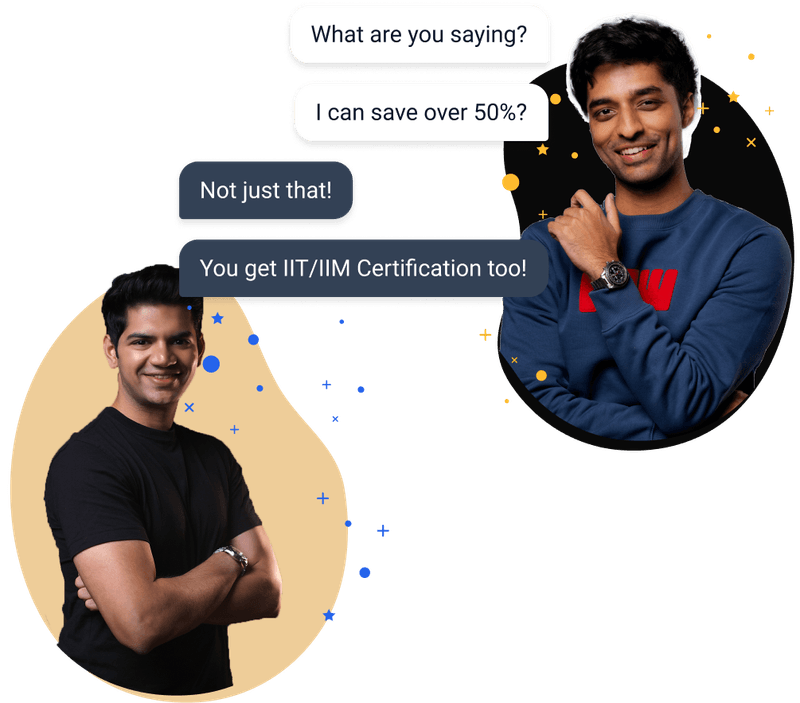 What are you saying?
I can save over 50%?
Not just that!
You get IIT/IIM Certification too!